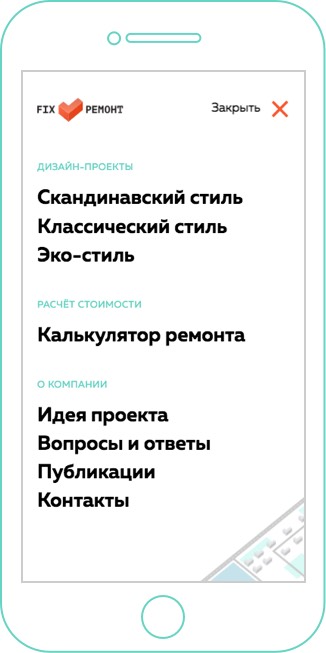 FIX РЕМОНТ Закрыть
ДИЗАЙН-ПРОЕКТЫ
Скандинавский стиль
Классический стиль
Эко-стиль
РАСЧЁТ СТОИМОСТИ
Калькулятор ремонта
О КОМПАНИИ
Идея проекта
Вопросы и ответы
Публикации
Контакты